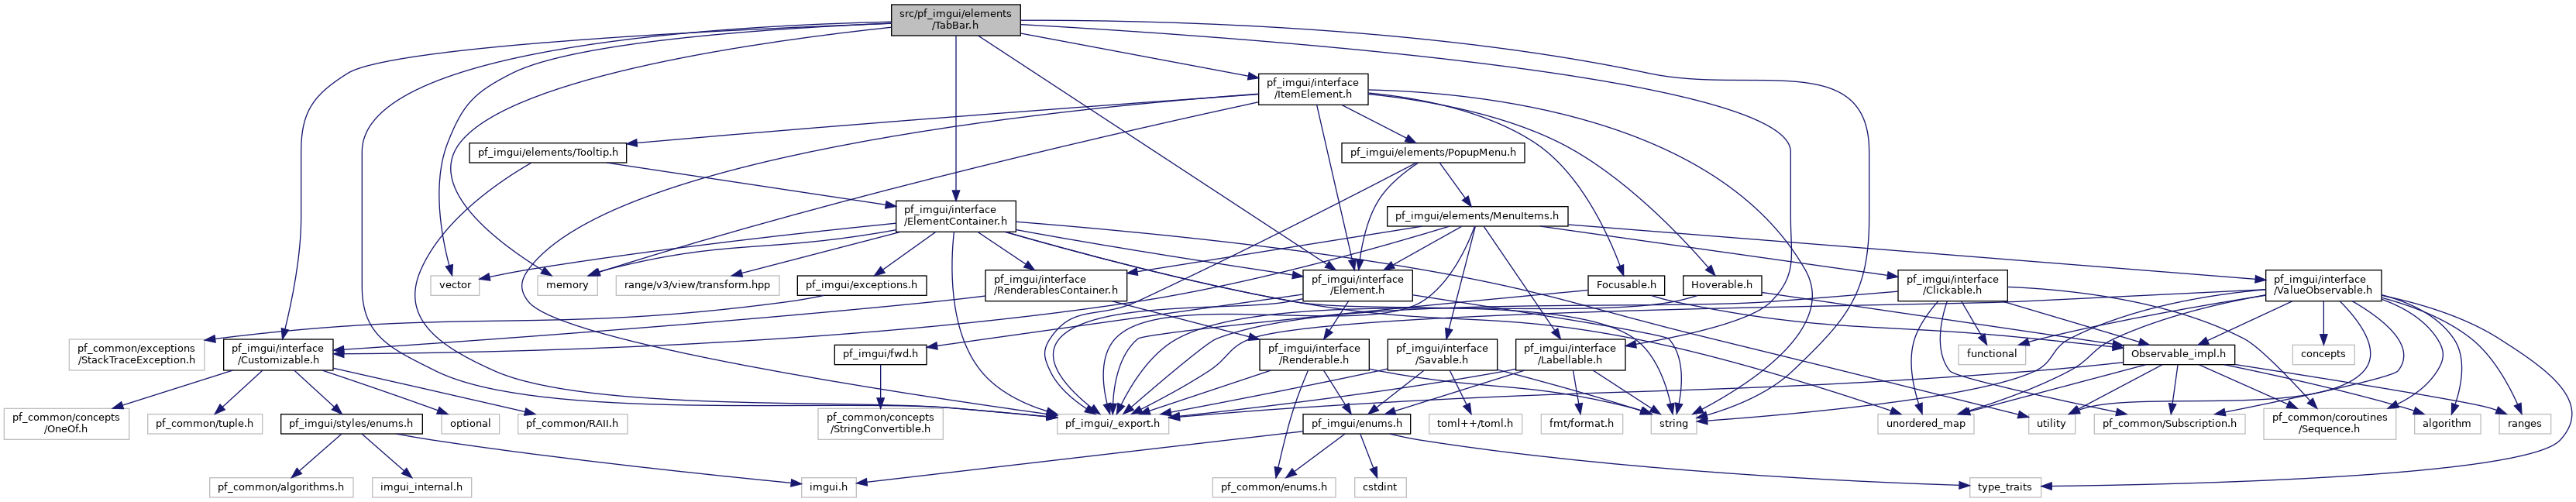 src/pf_imgui/elements
/TabBar.h
pf_imgui/interface
/ItemElement.h
pf_imgui/elements/Tooltip.h
pf_imgui/elements/PopupMenu.h
pf_imgui/interface
/ElementContainer.h
pf_imgui/elements/MenuItems.h
vector
memory
range/v3/view/transform.hpp
pf_imgui/exceptions.h
pf_imgui/interface
/RenderablesContainer.h
pf_imgui/interface
/Element.h
Focusable.h
Hoverable.h
pf_imgui/interface
/Clickable.h
pf_imgui/interface
/ValueObservable.h
pf_common/exceptions
/StackTraceException.h
pf_imgui/interface
/Customizable.h
pf_imgui/fwd.h
pf_imgui/interface
/Renderable.h
pf_imgui/interface
/Savable.h
pf_imgui/interface
/Labellable.h
functional
Observable_impl.h
concepts
pf_common/concepts
/OneOf.h
pf_common/tuple.h
pf_imgui/styles/enums.h
optional
pf_common/RAII.h
pf_common/concepts
/StringConvertible.h
pf_imgui/_export.h
pf_imgui/enums.h
toml++/toml.h
fmt/format.h
string
unordered_map
utility
pf_common/Subscription.h
pf_common/coroutines
/Sequence.h
algorithm
ranges
pf_common/algorithms.h
imgui_internal.h
imgui.h
pf_common/enums.h
cstdint
type_traits